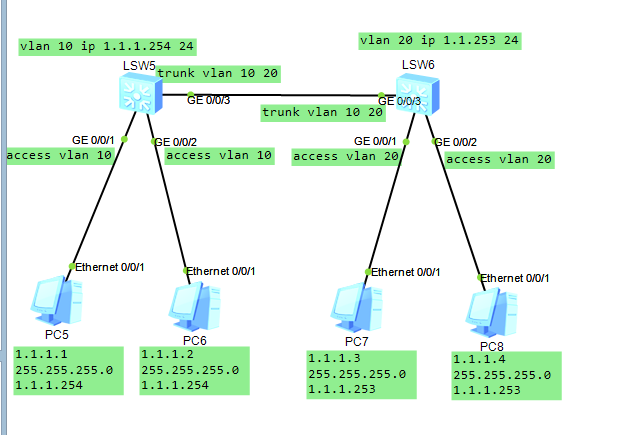 vlan 10 ip 1.1.1.254 24
vlan 20 ip 1.1.253 24
LSW5
LSW6
trunk vlan 10 20
GE 0/0/3
GE 0/0/3
trunk vlan 10 20
GE 0/0/1
GE 0/0/2
GE 0/0/1
GE 0/0/2
access vlan 10
access vlan 10
access vlan 20
access vlan 20
Ethernet 0/0/1
Ethernet 0/0/1
Ethernet 0/0/1
Ethernet 0/0/1
PC5
PC6
PC7
PC8
1.1.1.1
255.255.255.0
1.1.1.254
1.1.1.2
255.255.255.0
1.1.1.254
1.1.1.3
255.255.255.0
1.1.1.253
1.1.1.4
255.255.255.0
1.1.1.253